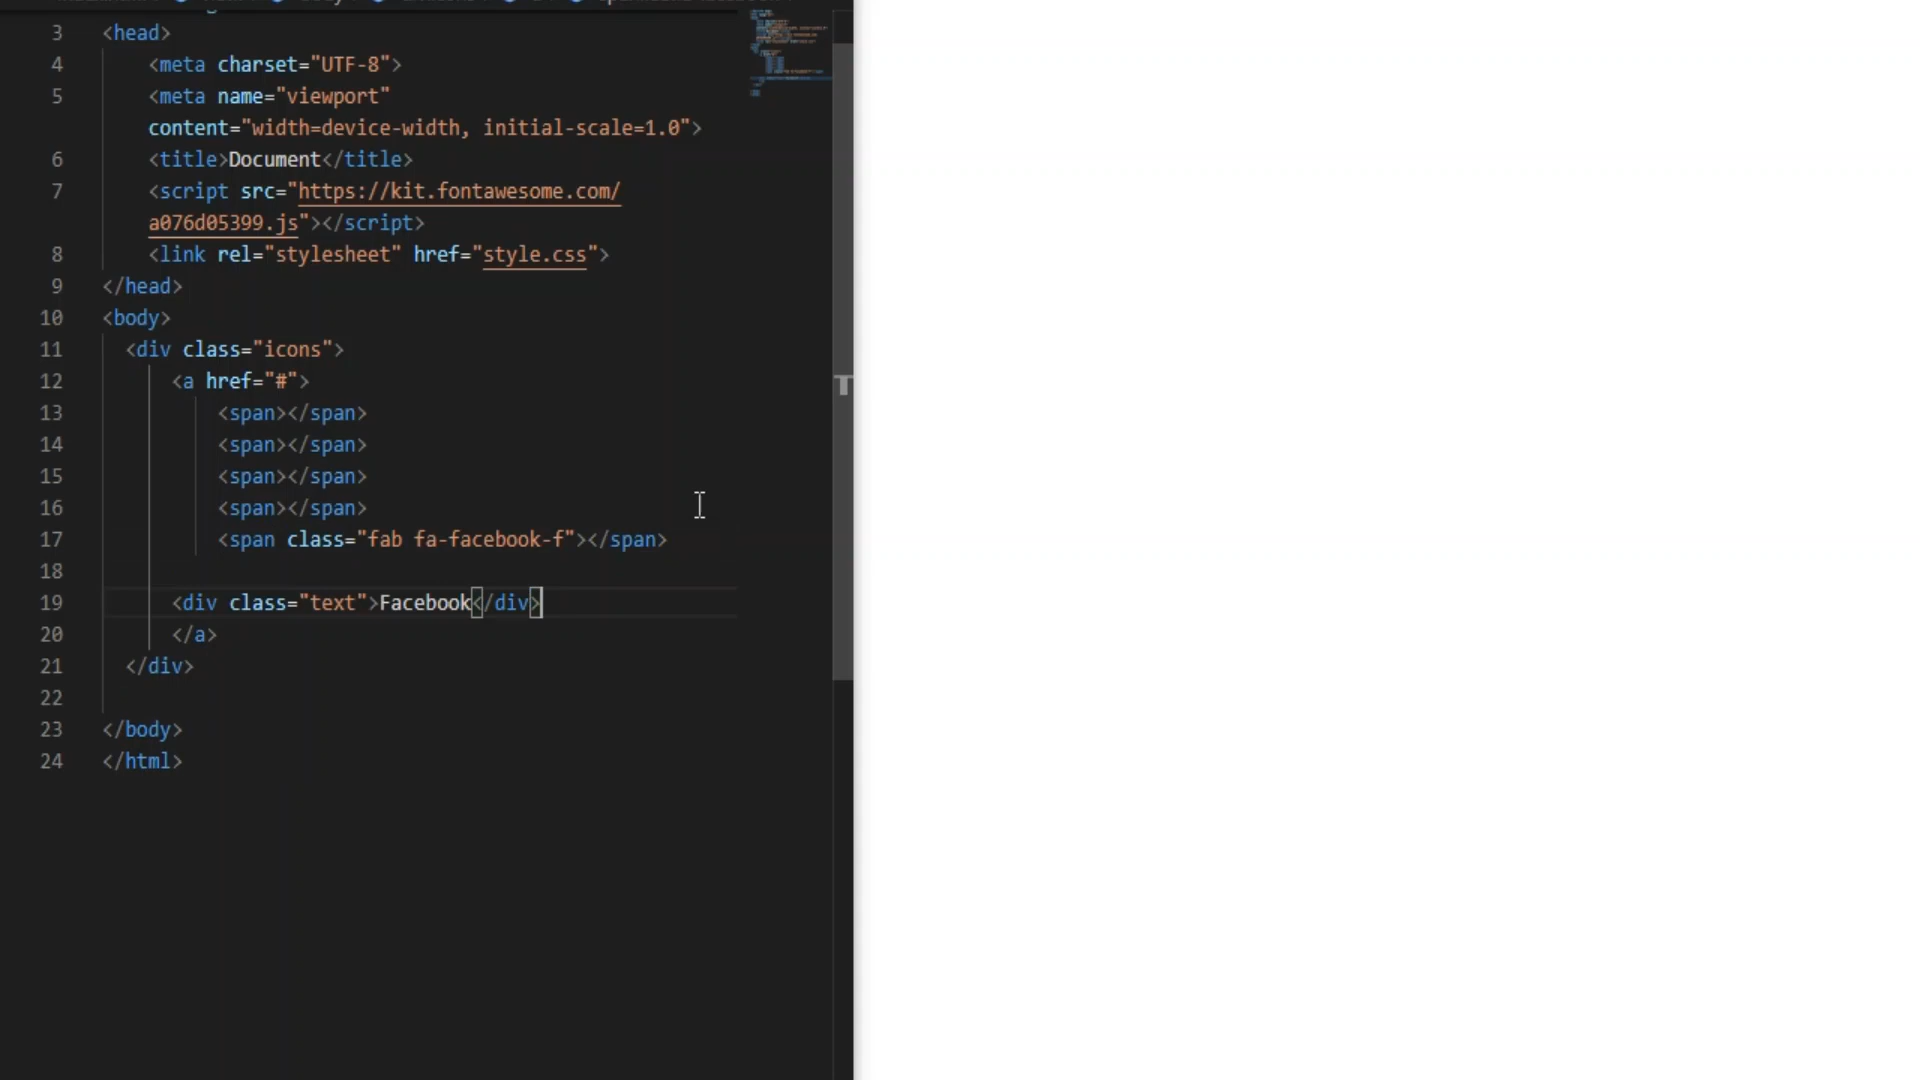 3 <head>
4 <meta charset="UTF-8">
5 <meta name="viewport"
content="width=device-width, initial-scale=1.0">
6 <title>Document</title>
7 <script src="https://kit.fontawesome.com/
a076d05399.js"></script>
8 <link rel="stylesheet" href="style.css">
9 </head>
10 <body>
11 <div class="icons">
12 <a href="#">
13 <span></span>
14 <span></span>
15 <span></span>
16 <span></span>
17 <span class="fab fa-facebook-f"></span>
18
19 <div class="text">Facebook</div>
20 </a>
21 </div>
22
23 </body>
24 </html>